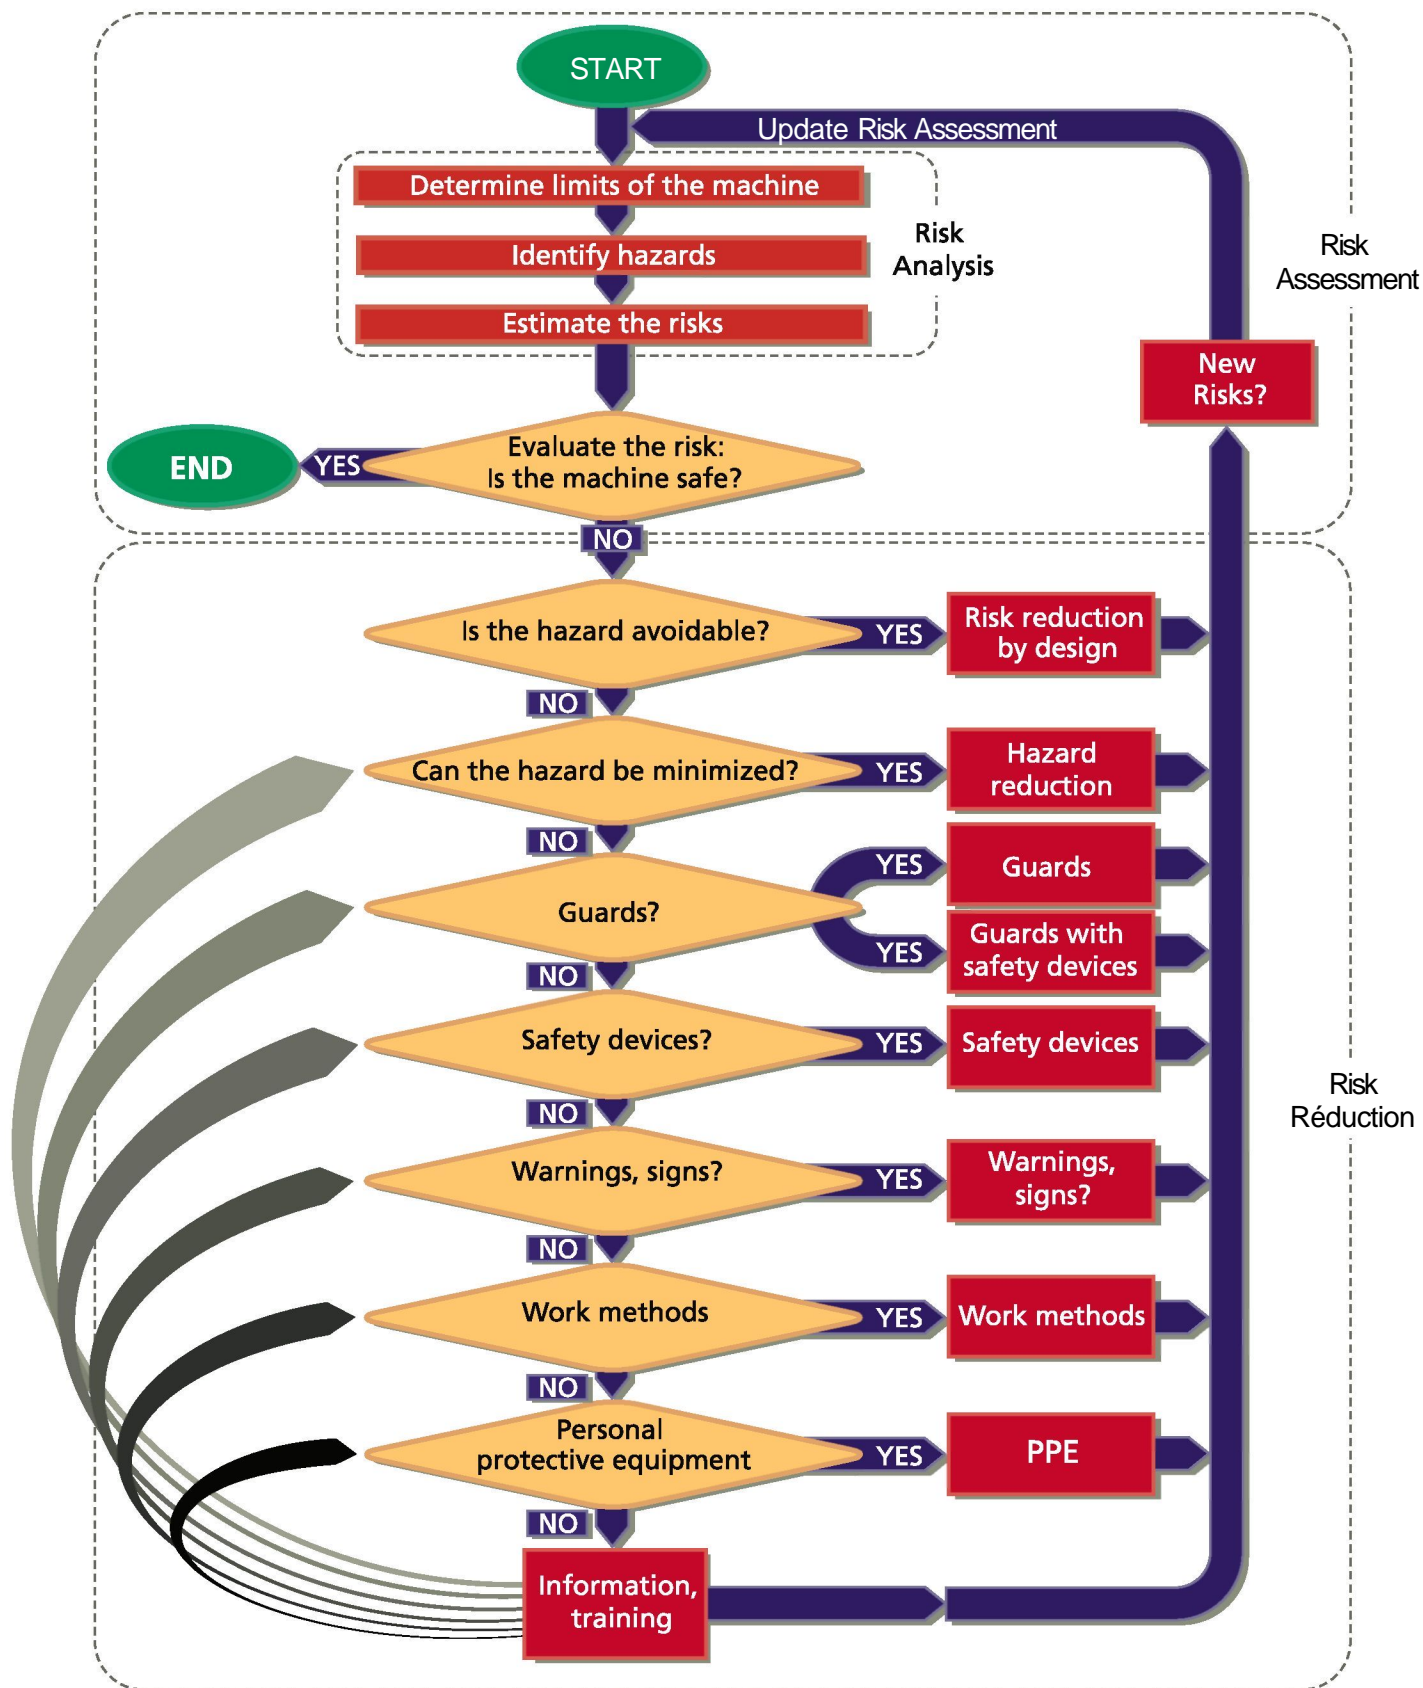 START
Update Risk Assessment
Determine limits of the machine
Identify hazards
Estimate the risks
Risk
Analysis
Risk
Assessment
New
Risks?
Evaluate the risk:
Is the machine safe?
YES
END
NO
Is the hazard avoidable?
YES
Risk reduction
by design
NO
Can the hazard be minimized?
YES
Hazard
reduction
NO
Guards?
YES
Guards
YES
Guards with
safety devices
NO
Safety devices?
YES
Safety devices
Risk
Réduction
NO
Warnings, signs?
YES
Warnings,
signs?
NO
Work methods
YES
Work methods
NO
Personal
protective equipment
YES
PPE
NO
Information,
training